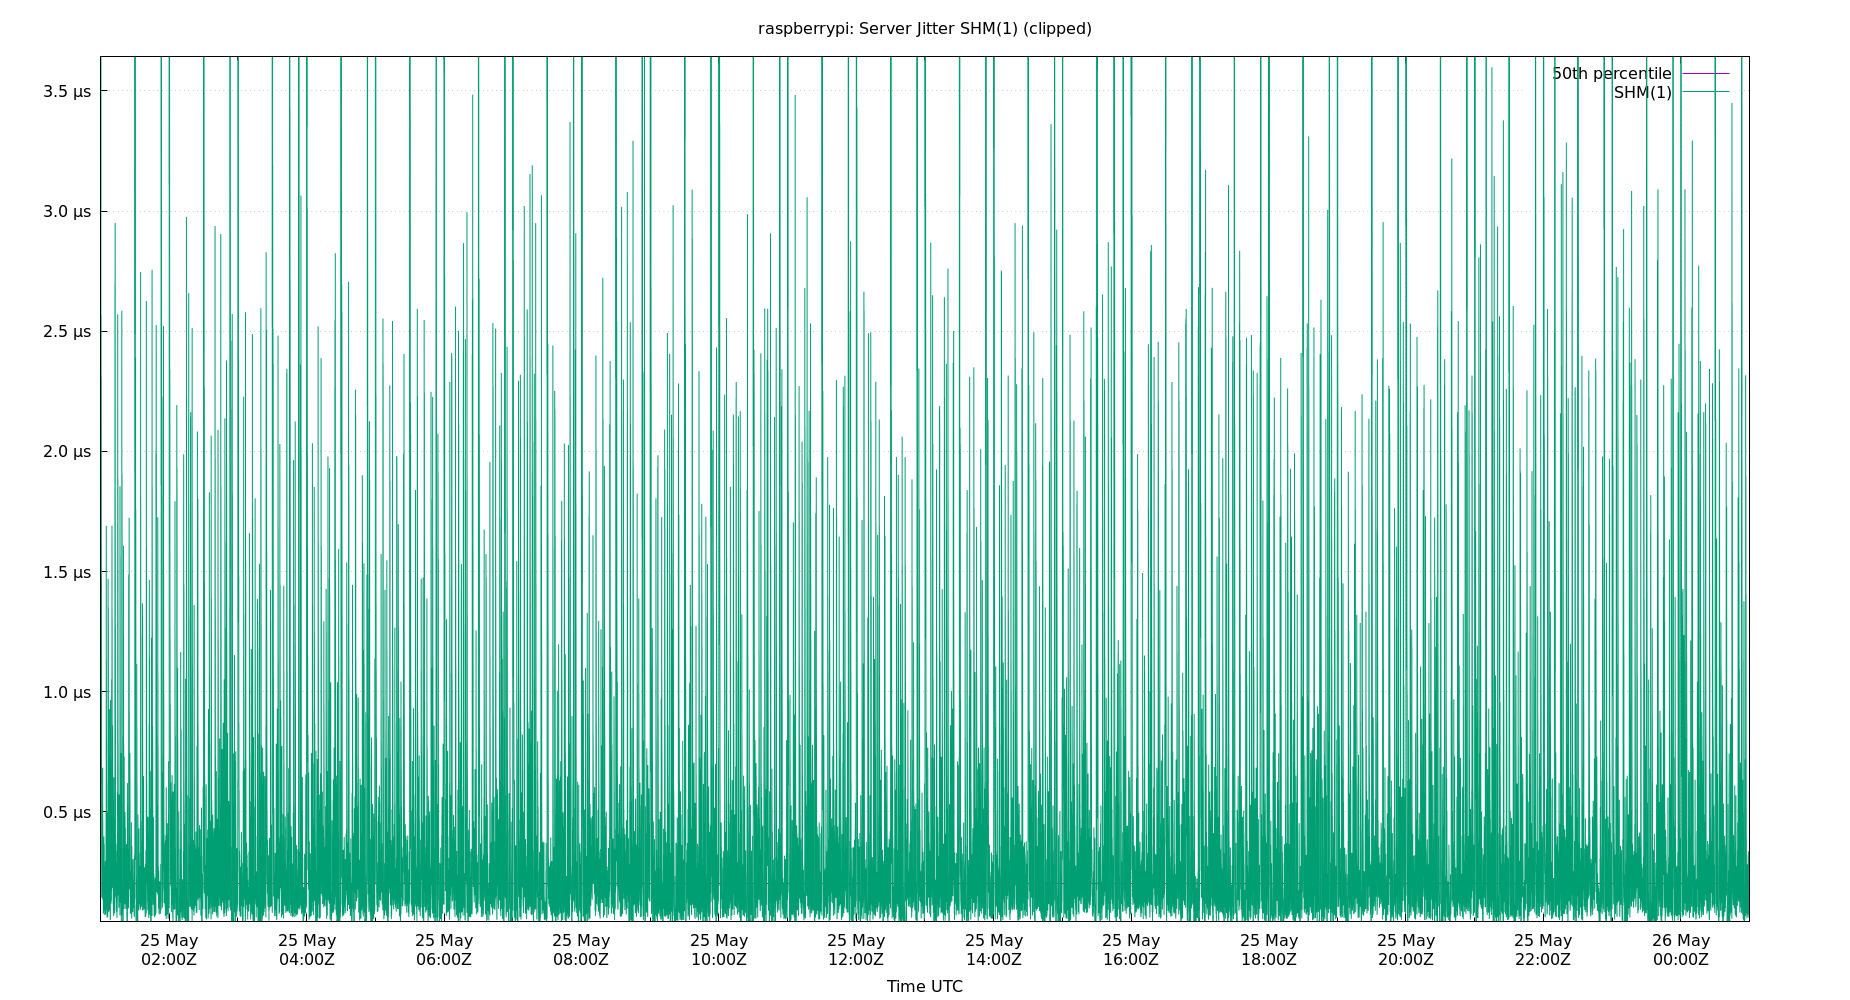 raspberrypi: Server Jitter SHM(1) (clipped)
50th percentile
SHM(1)
3.5 µs
3.0 µs
2.5 µs
2.0 µs
1.5 µs
1.0 µs
0.5 µs
25 May 25 May 25 May 25 May 25 May 25 May 25 May 25 May 25 May 25 May 25 May 26 May
02:00Z 04:00Z 06:00Z 08:00Z 10:00Z 12:00Z 14:00Z 16:00Z 18:00Z 20:00Z 22:00Z 00:00Z
Time UTC